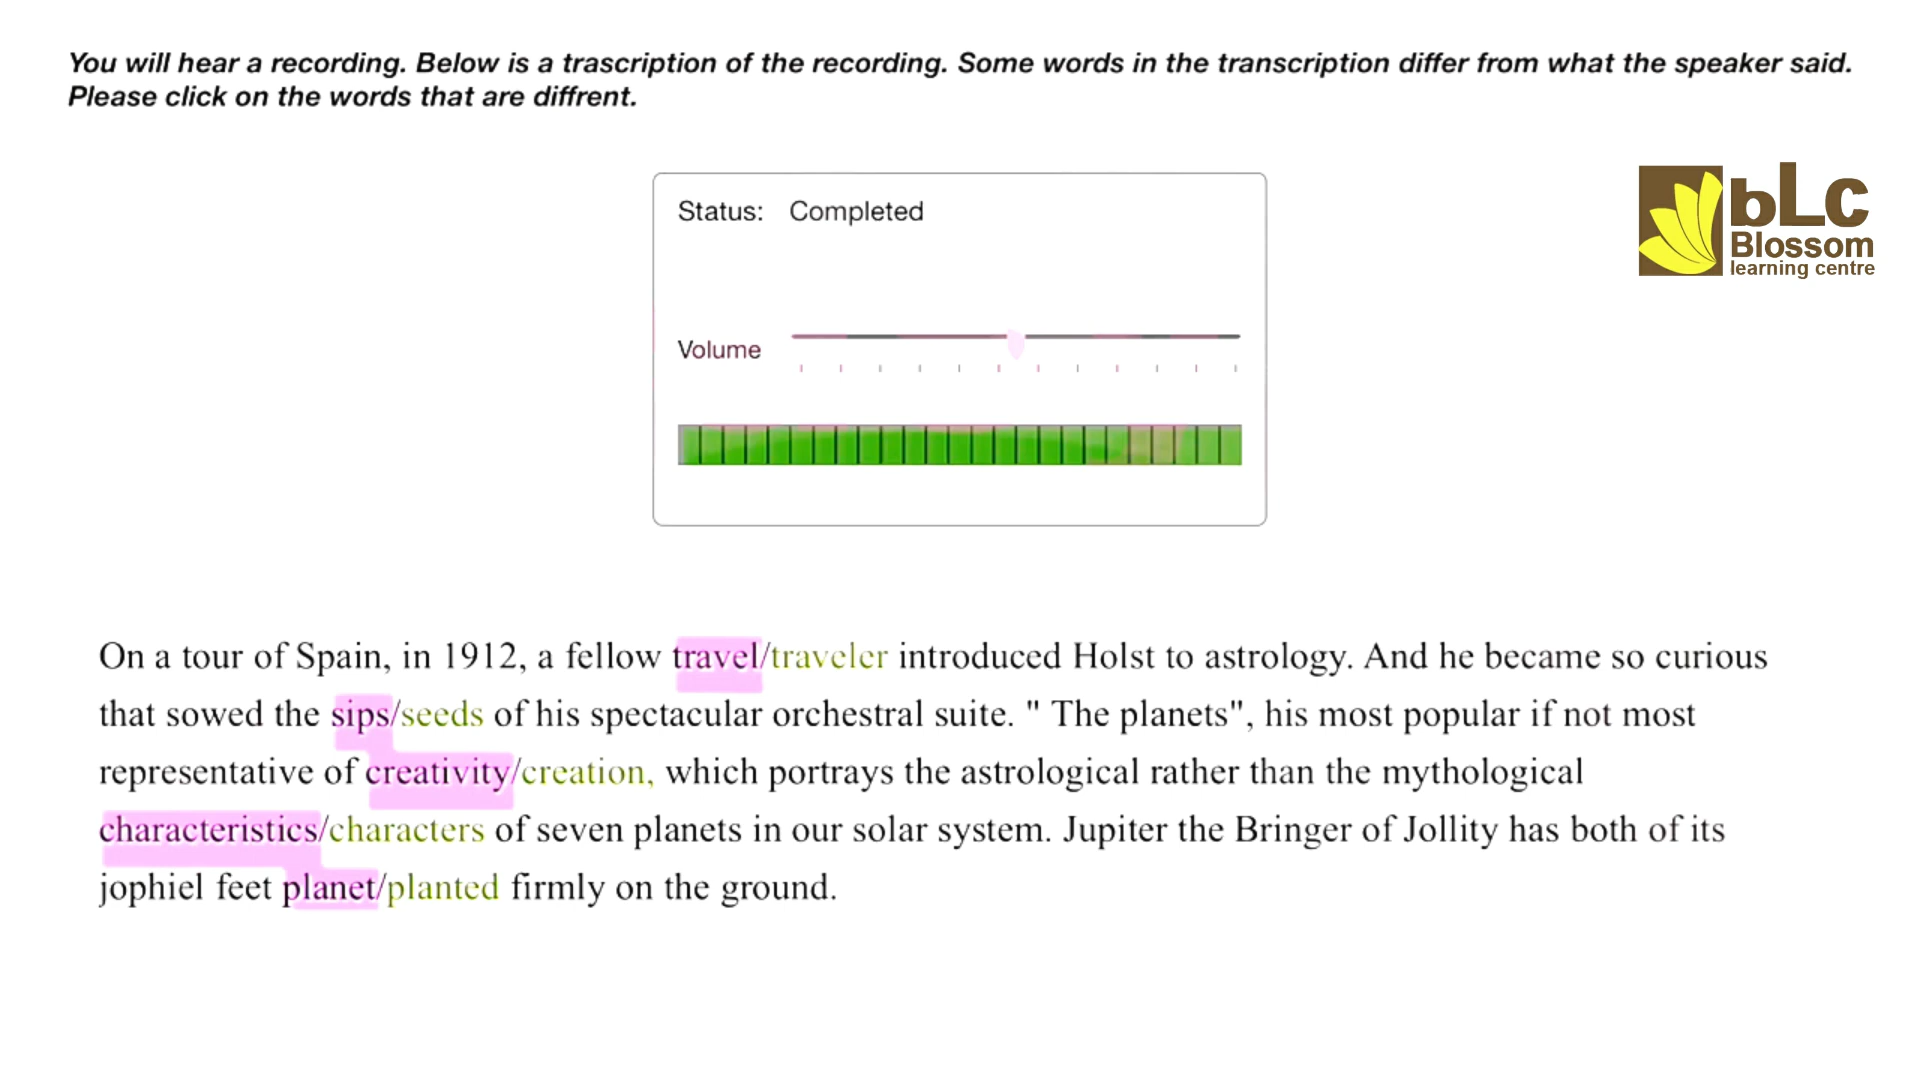 You will hear a recording. Below is a trascription of the recording. Some words in the transcription differ from what the speaker said.
Please click on the words that are diffrent.
bLc
Blossom
learning centre
Status: Completed
Volume
On a tour of Spain, in 1912, a fellow travel/traveler introduced Holst to astrology. And he became so curious
that sowed the sips/seeds of his spectacular orchestral suite. " The planets", his most popular if not most
representative of creativity/creation, which portrays the astrological rather than the mythological
characteristics/characters of seven planets in our solar system. Jupiter the Bringer of Jollity has both of its
jophiel feet planet/planted firmly on the ground.